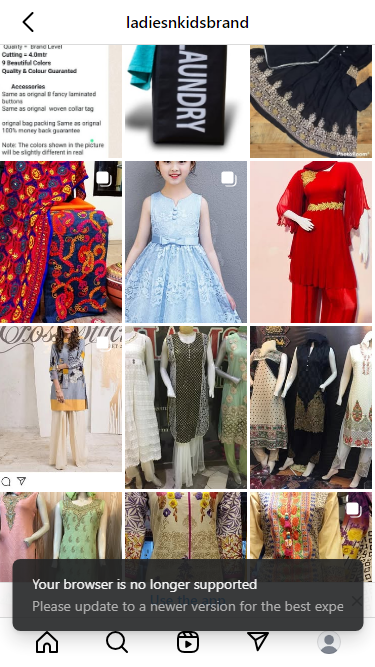 ladiesnkidsbrand
Quality = Brand Level
Cutting = 4.0mtr
9 Beautiful Colors
Quality & Colour Guaranted
Accessories
Same as orignal 8 fancy laminated
buttons
Same as orignal woven collar tag
orignal bag packing Same as orignal
100% money back guarantee
Note: The colors shown in the picture
will be slightly different in real
LAUNDRY
Your browser is no longer supported
Please update to a newer version for the best expe